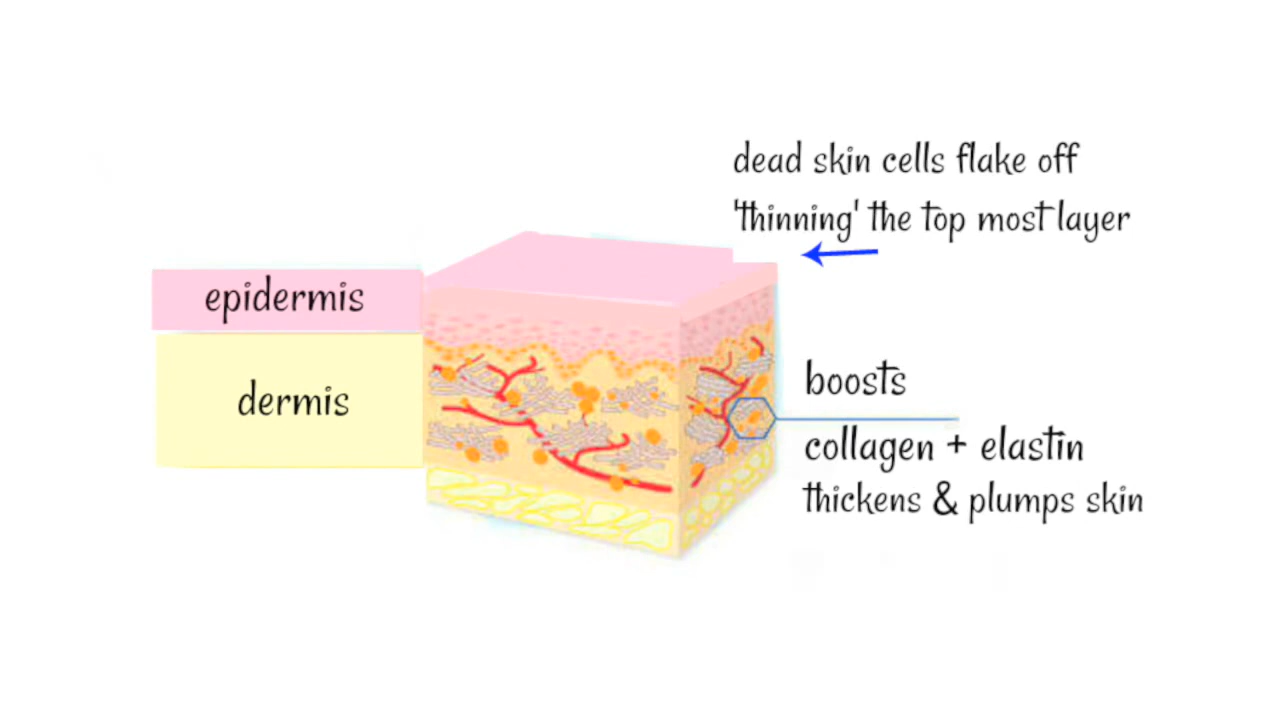 dead skin cells flake off
'thinning' the top most layer
epidermis
dermis
boosts
collagen + elastin
thickens & plumps skin